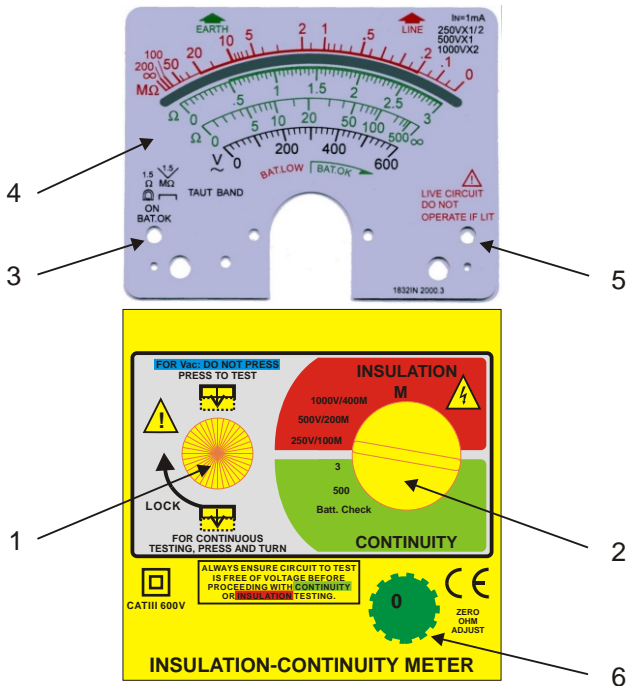 EARTH
LINE
IN=1mA
250VX1/2
500VX1
1000VX2
MΩ ∞ 200 100 50 20 10 5 2 1 .5 .2 .1 0
Ω 0 .5 1 1.5 2 2.5 3
Ω 0 5 10 20 50 100 500 ∞
V ~ 0 200 400 600
BAT.LOW
BAT.OK
1.5 1.5
Ω MΩ
TAUT BAND
ON
BAT.OK
LIVE CIRCUIT
DO NOT
OPERATE IF LIT
1832IN 2000.3
4
3
5
FOR Vac: DO NOT PRESS
PRESS TO TEST
!
LOCK
FOR CONTINUOUS
TESTING, PRESS AND TURN
INSULATION
M
1000V/400M
500V/200M
250V/100M
3
500
Batt. Check
CONTINUITY
1
2
CATIII 600V
ALWAYS ENSURE CIRCUIT TO TEST
IS FREE OF VOLTAGE BEFORE
PROCEEDING WITH CONTINUITY
OR INSULATION TESTING.
0
CE
ZERO
OHM
ADJUST
INSULATION-CONTINUITY METER
6